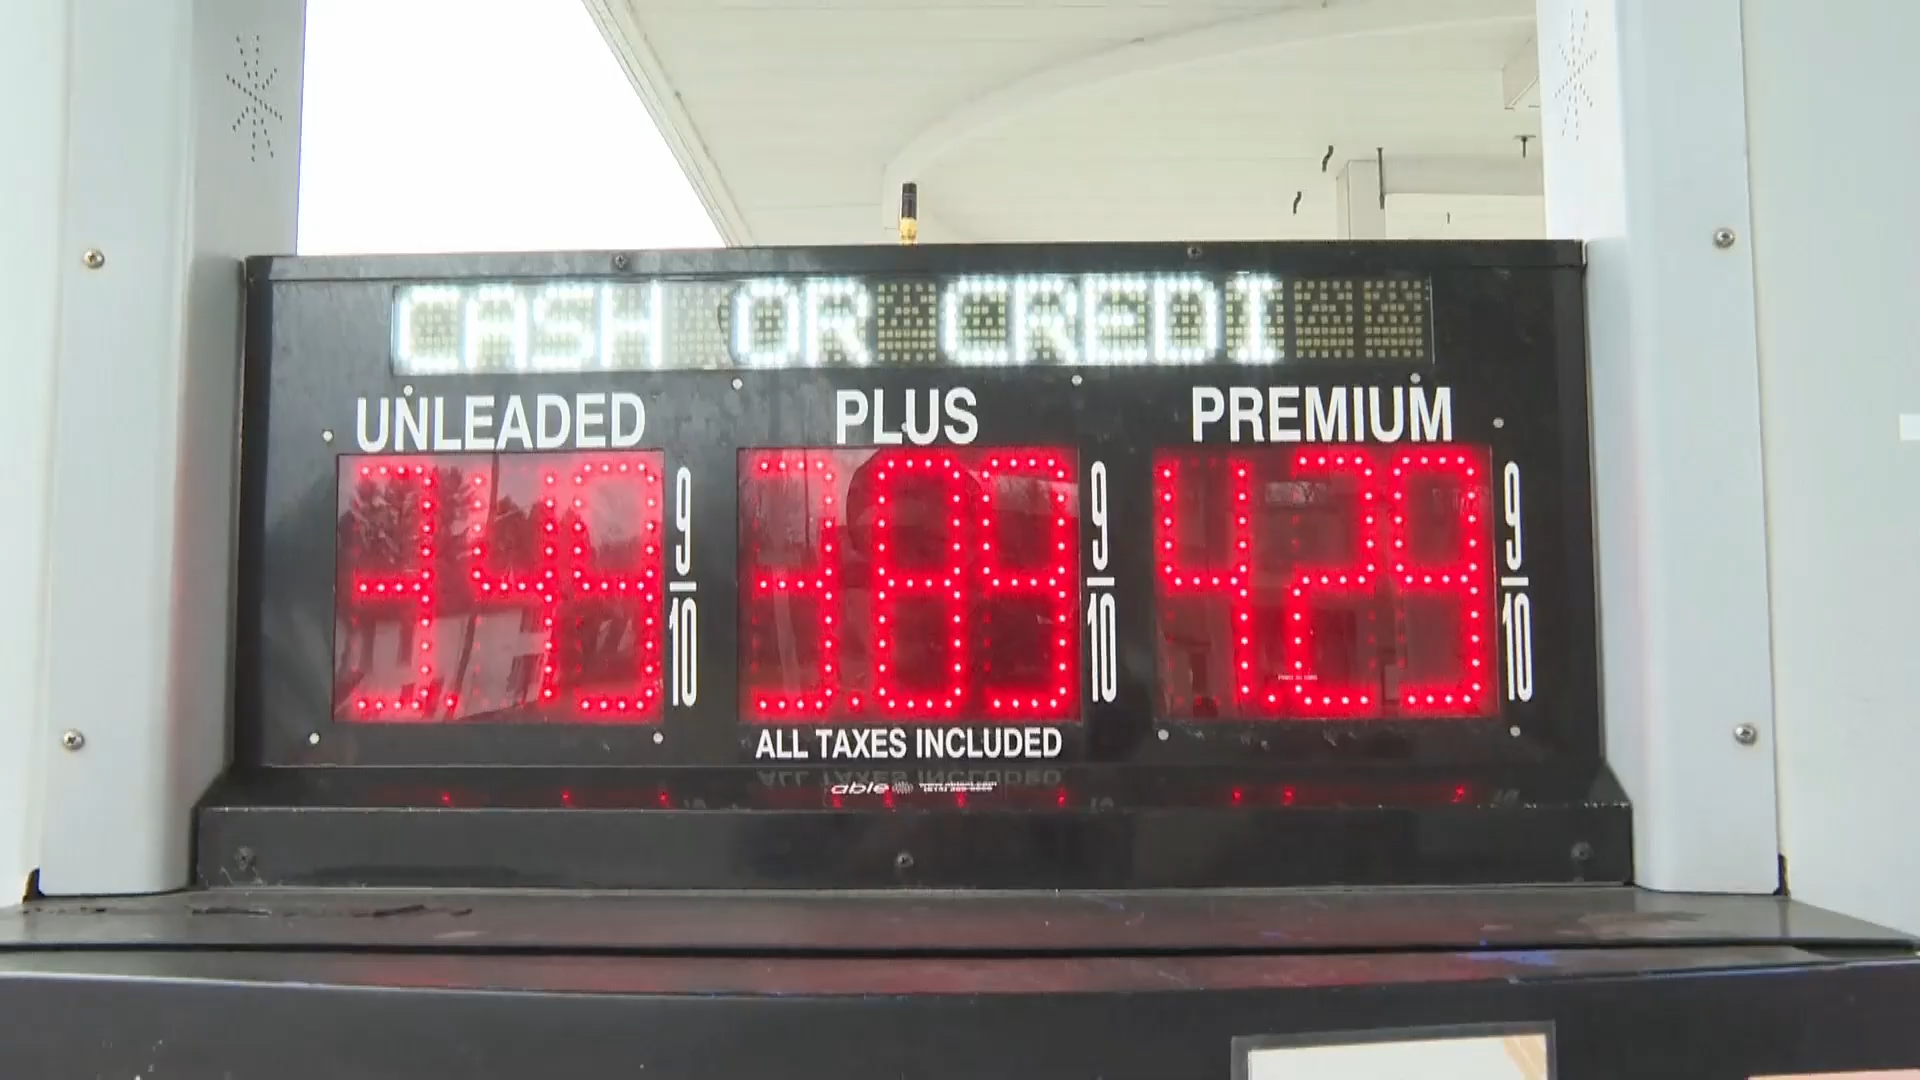 CASH OR CREDI
UNLEADED PLUS PREMIUM
3.49 9/10 3.89 9/10 4.29 9/10
ALL TAXES INCLUDED
able